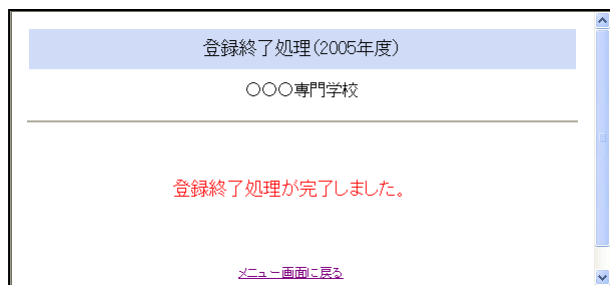 登録終了処理(2005年度)
○○○専門学校
登録終了処理が完了しました。
メニュー画面に戻る